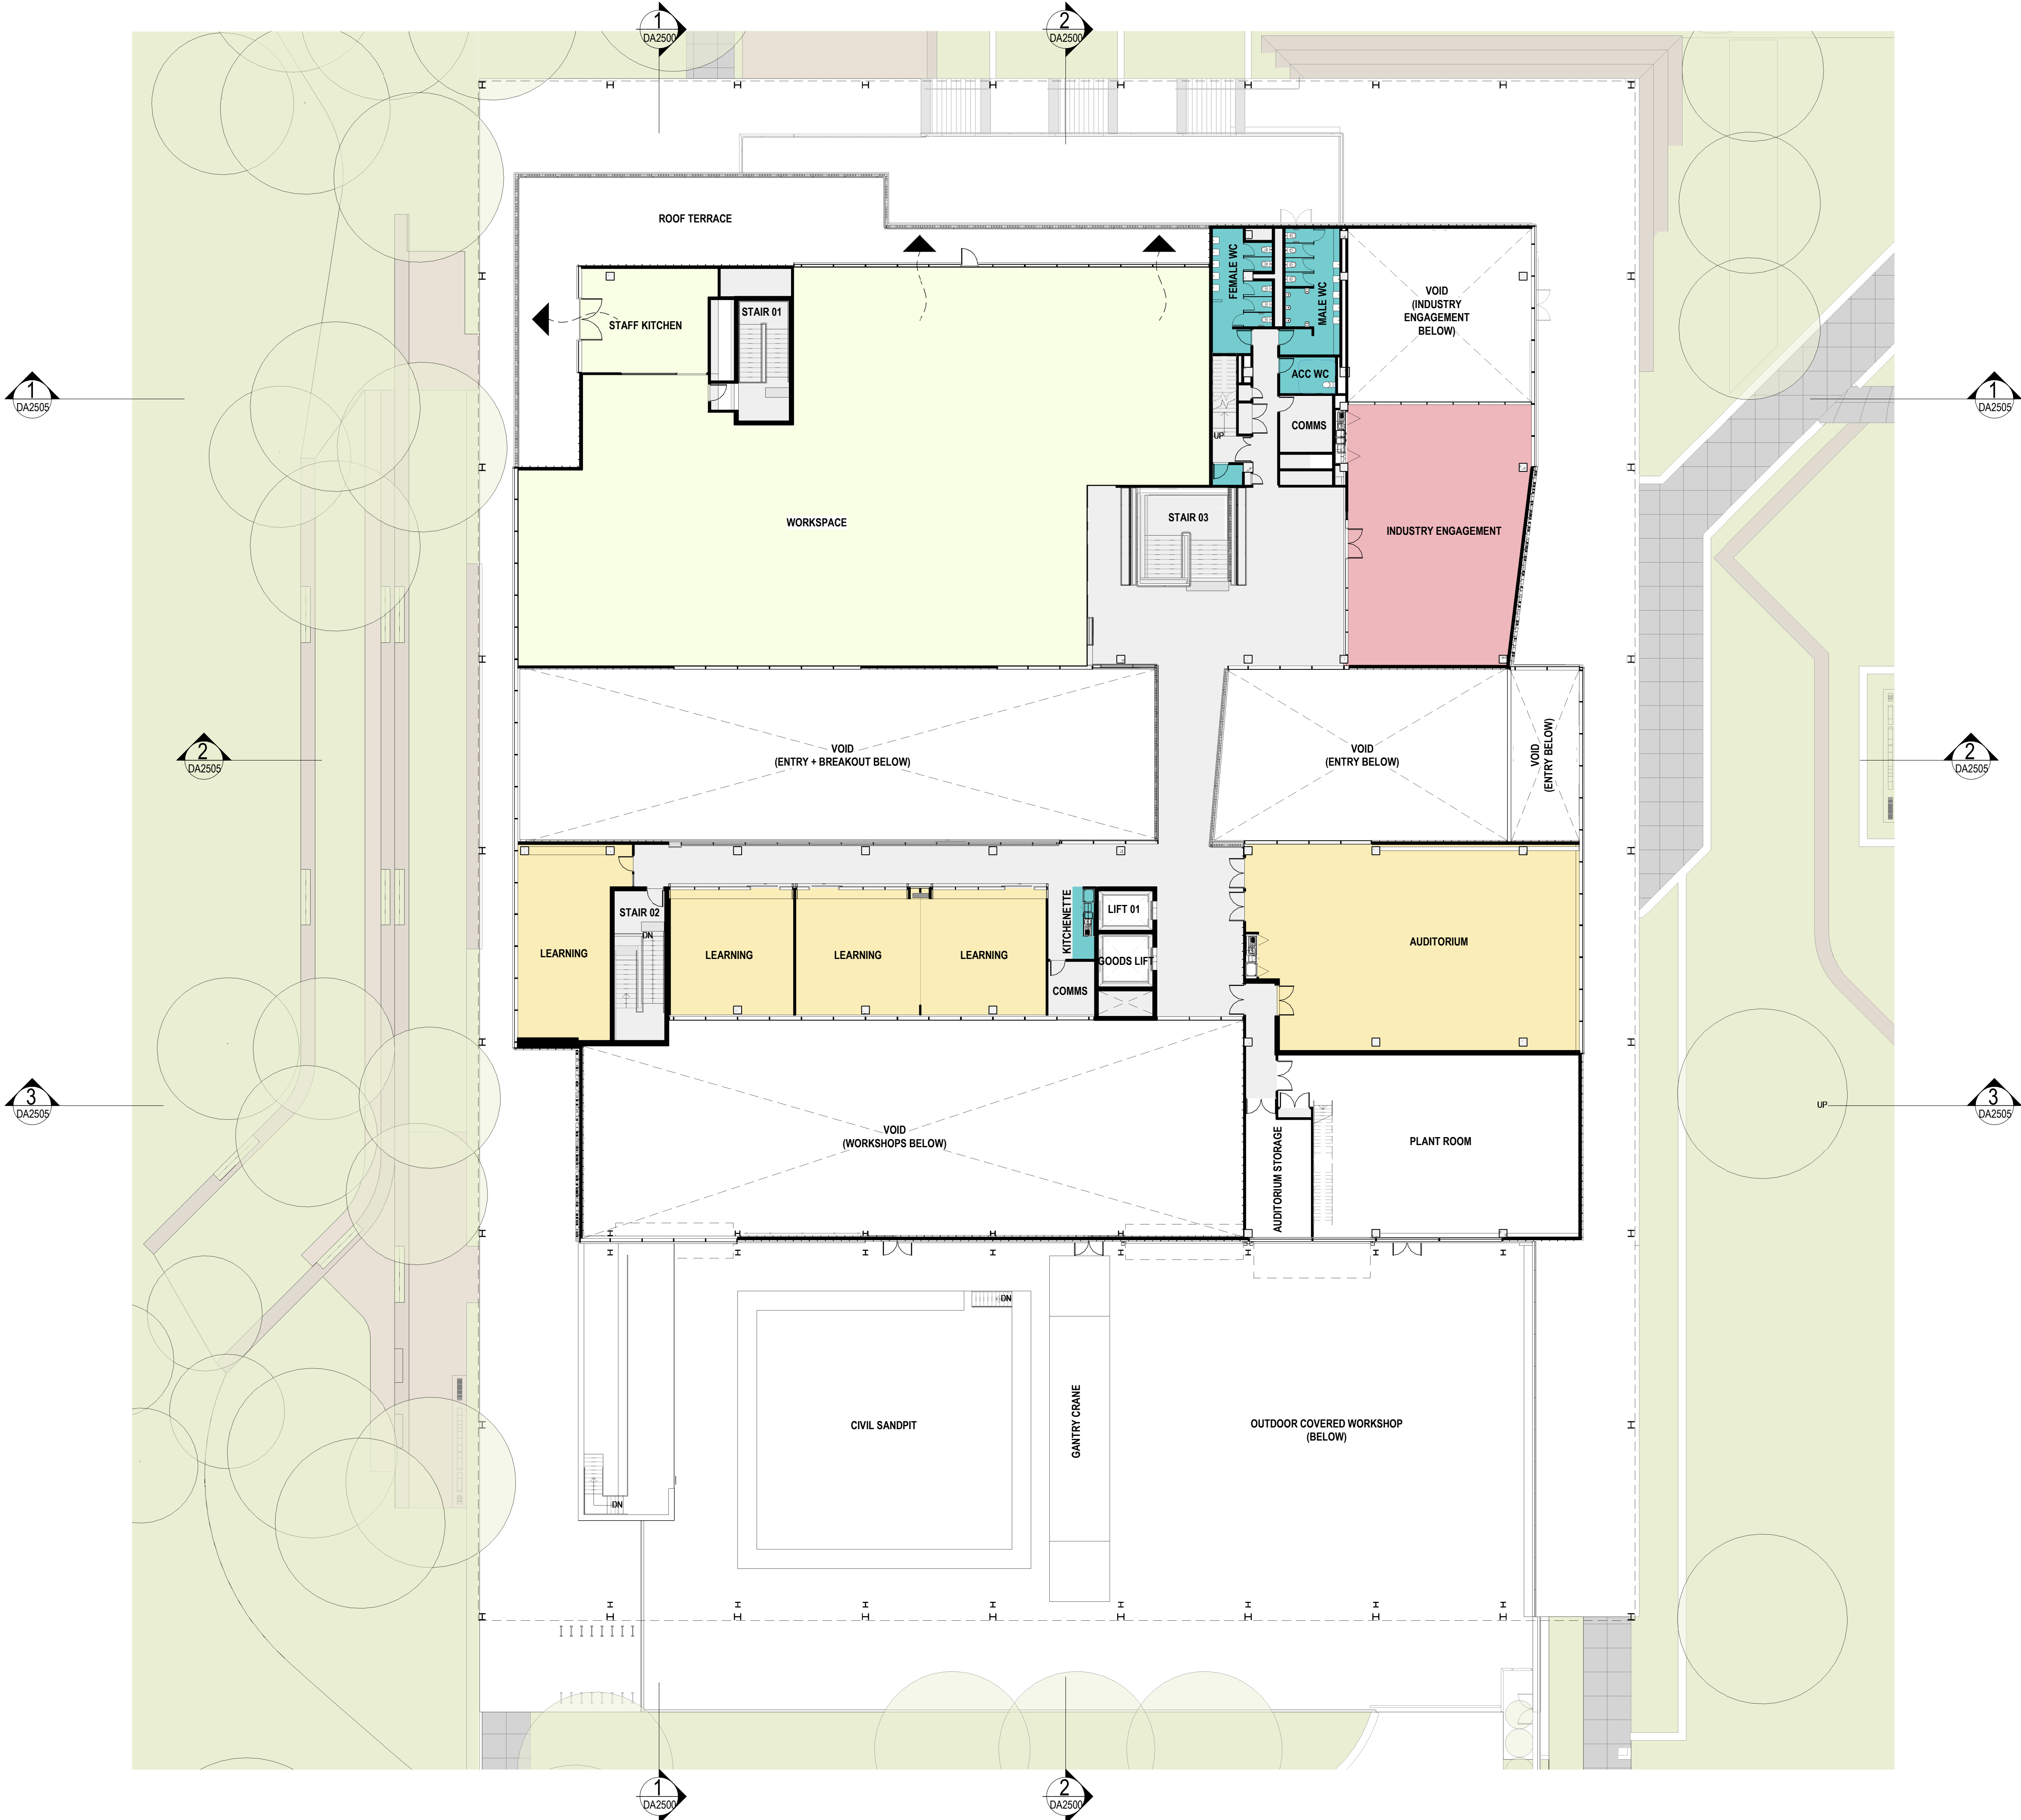 1
DA2500
2
DA2500
ROOF TERRACE
FEMALE WC
MALE WC
VOID
(INDUSTRY
ENGAGEMENT
BELOW)
STAIR 01
STAFF KITCHEN
ACC WC
1
DA2505
1
DA2505
COMMS
UP
WORKSPACE
STAIR 03
INDUSTRY ENGAGEMENT
2
DA2505
VOID
(ENTRY + BREAKOUT BELOW)
VOID
(ENTRY BELOW)
VOID
(ENTRY BELOW)
2
DA2505
STAIR 02
DN
KITCHENETTE
LIFT 01
LEARNING
LEARNING
LEARNING
LEARNING
GOODS LIFT
AUDITORIUM
COMMS
3
DA2505
UP
3
DA2505
VOID
(WORKSHOPS BELOW)
AUDITORIUM STORAGE
PLANT ROOM
DN
CIVIL SANDPIT
GANTRY CRANE
OUTDOOR COVERED WORKSHOP
(BELOW)
DN
1
DA2500
2
DA2500